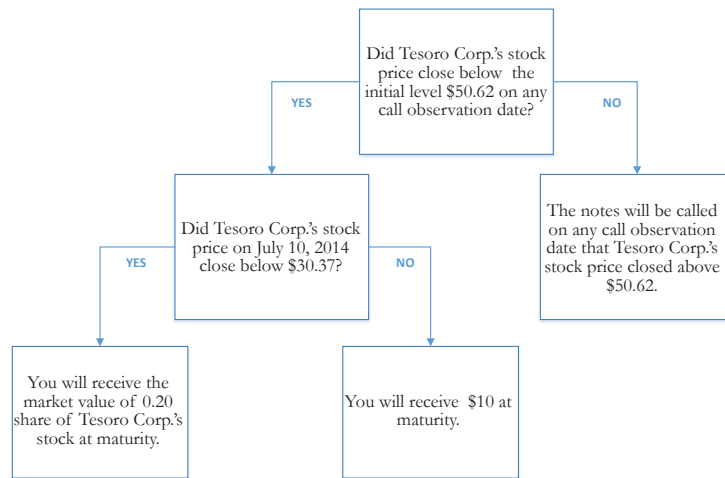 Did Tesoro Corp.'s stock
price close below the
initial level $50.62 on any
call observation date?
YES
NO
Did Tesoro Corp.'s stock
price on July 10, 2014
close below $30.37?
The notes will be called
on any call observation
date that Tesoro Corp.'s
stock price closed above
$50.62.
YES
NO
You will receive the
market value of 0.20
share of Tesoro Corp.'s
stock at maturity.
You will receive $10 at
maturity.